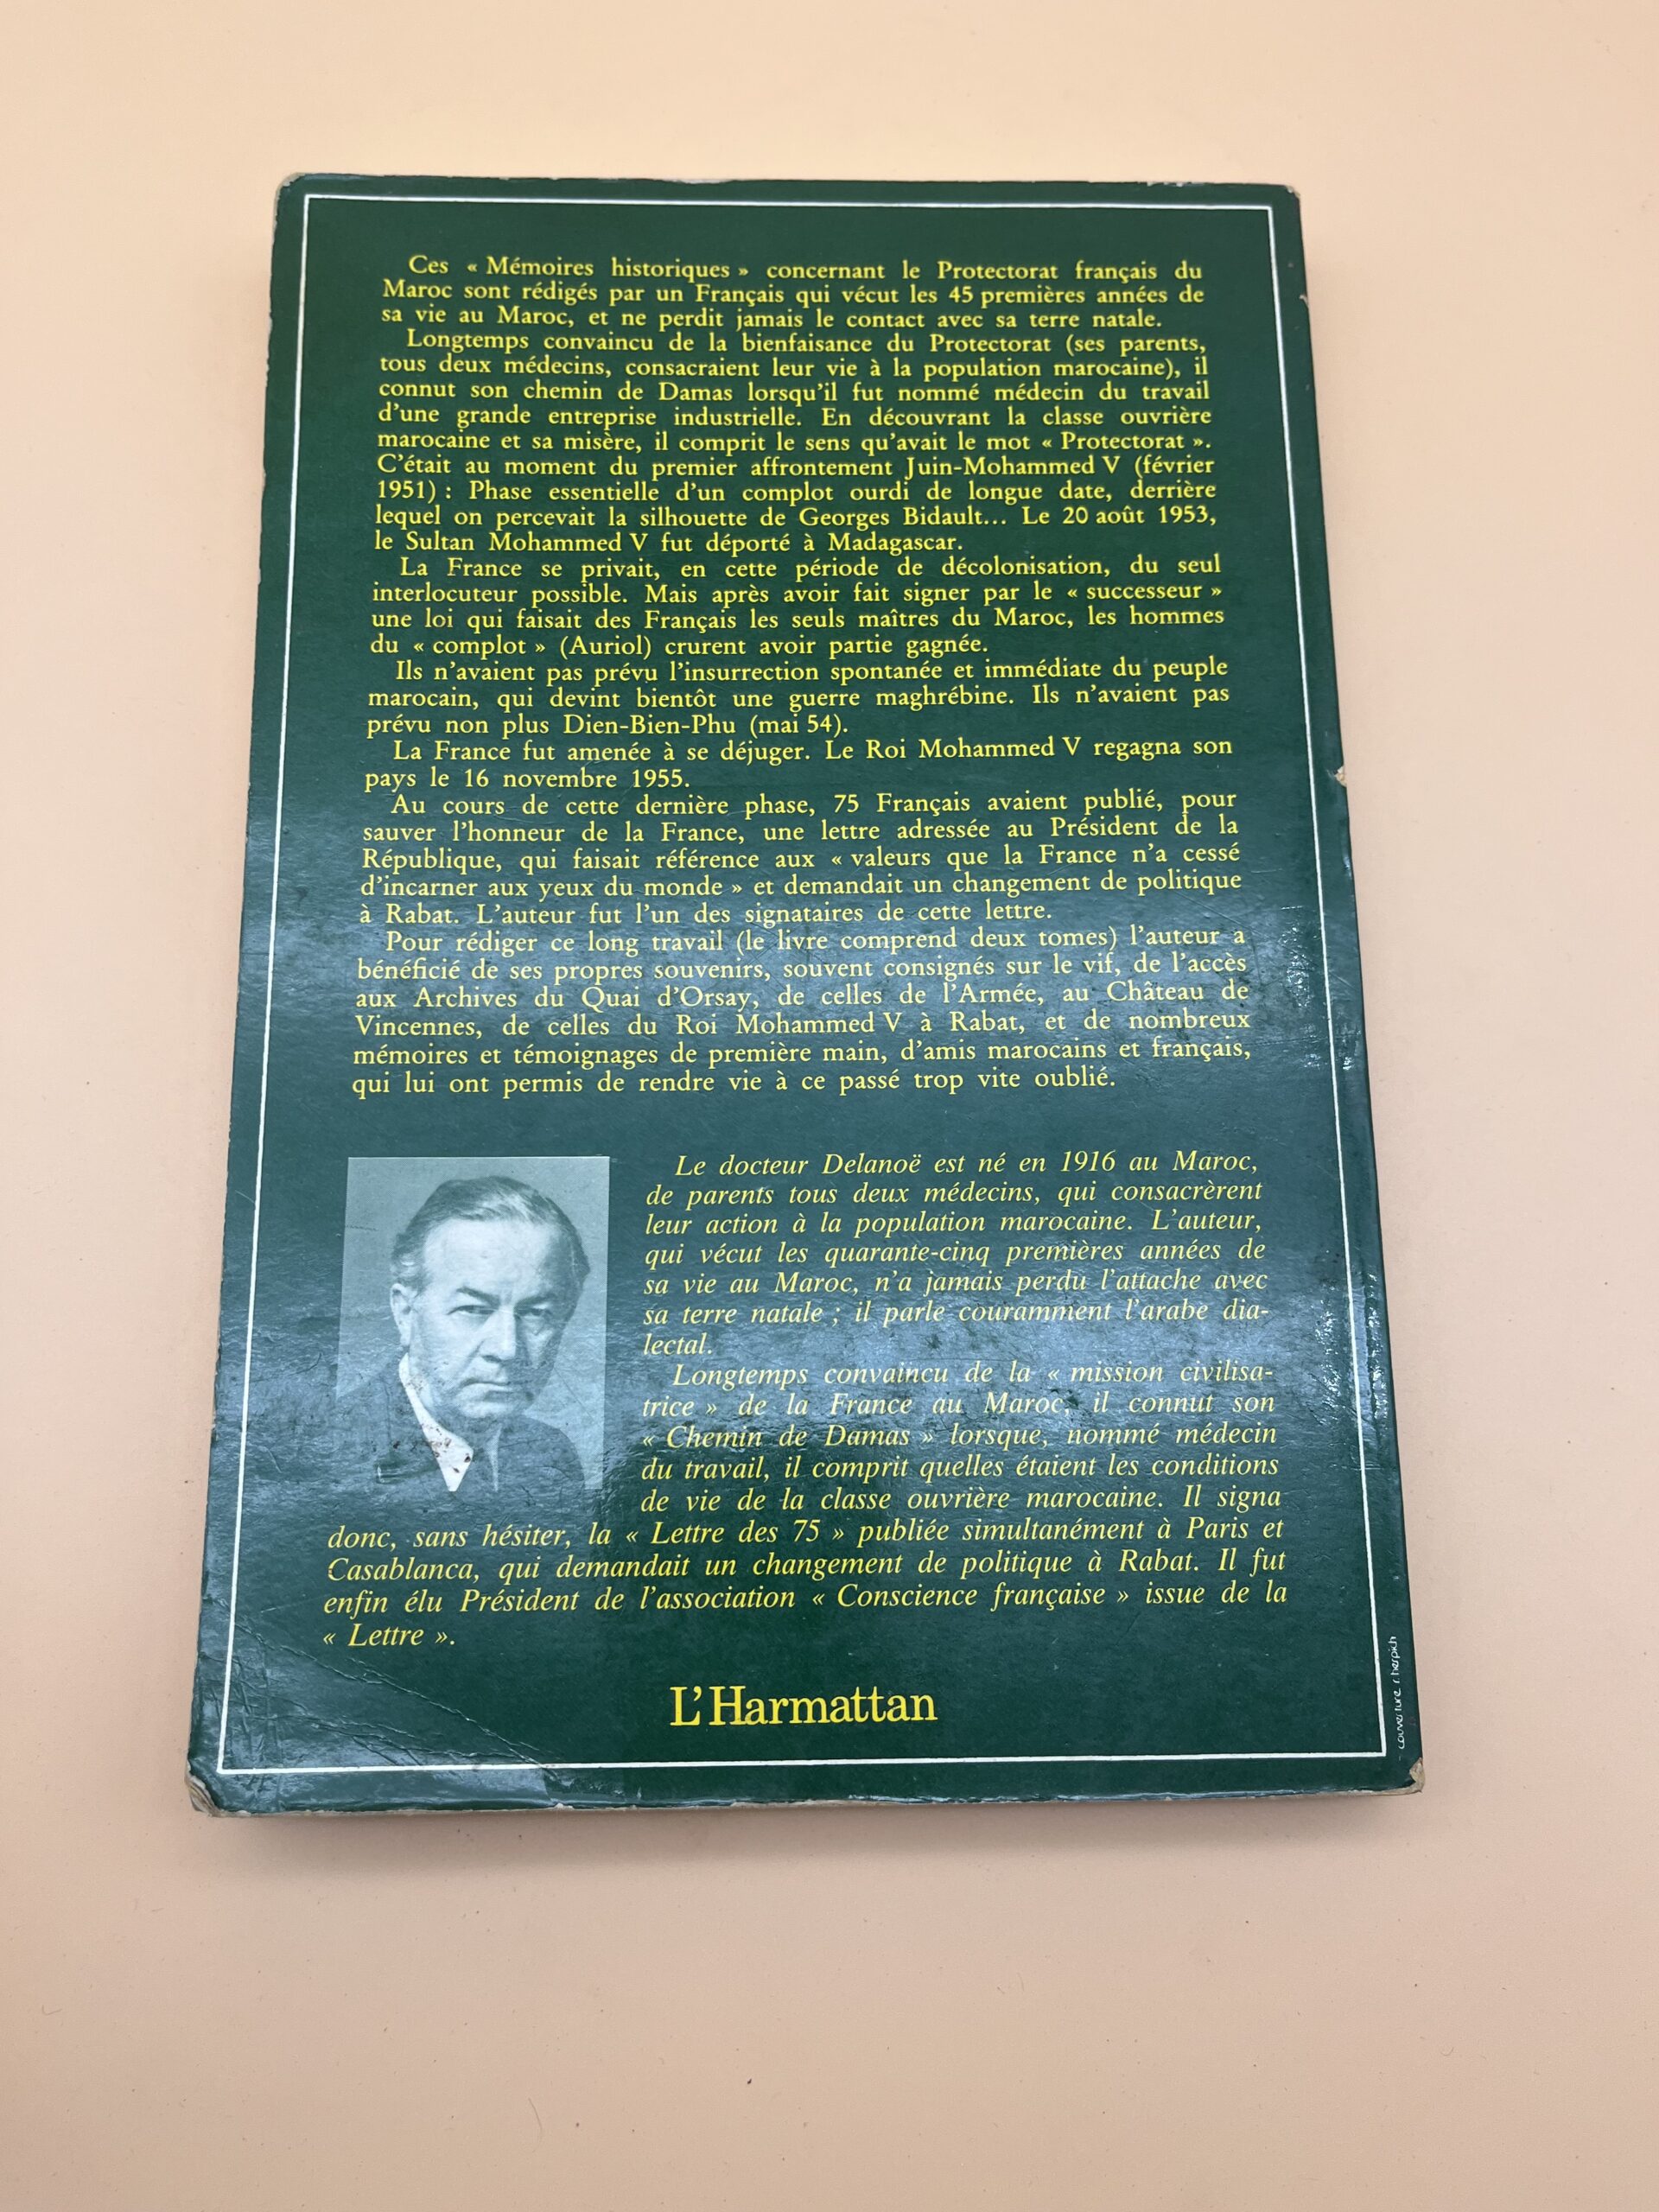 Ces « Mémoires historiques » concernant le Protectorat français du
Maroc sont rédigés par un Français qui vécut les 45 premières années de
sa vie au Maroc, et ne perdit jamais le contact avec sa terre natale.
Longtemps convaincu de la bienfaisance du Protectorat (ses parents,
tous deux médecins, consacraient leur vie à la population marocaine), il
connut son chemin de Damas lorsqu'il fut nommé médecin du travail
d'une grande entreprise industrielle. En découvrant la classe ouvrière
marocaine et sa misère, il comprit le sens qu'avait le mot « Protectorat ».
C'était au moment du premier affrontement Juin-Mohammed V (février
1951) : Phase essentielle d'un complot ourdi de longue date, derrière
lequel on percevait la silhouette de Georges Bidault... Le 20 août 1953,
le Sultan Mohammed V fut déporté à Madagascar.
La France se privait, en cette période de décolonisation, du seul
interlocuteur possible. Mais après avoir fait signer par le « successeur »
une loi qui faisait des Français les seuls maîtres du Maroc, les hommes
du « complot » (Auriol) crurent avoir partie gagnée.
Ils n'avaient pas prévu l'insurrection spontanée et immédiate du peuple
marocain, qui devint bientôt une guerre maghrébine. Ils n'avaient pas
prévu non plus Dien-Bien-Phu (mai 54).
La France fut amenée à se déjuger. Le Roi Mohammed V regagna son
pays le 16 novembre 1955.
Au cours de cette dernière phase, 75 Français avaient publié, pour
sauver l'honneur de la France, une lettre adressée au Président de la
République, qui faisait référence aux « valeurs que la France n'a cessé
d'incarner aux yeux du monde » et demandait un changement de politique
à Rabat. L'auteur fut l'un des signataires de cette lettre.
Pour rédiger ce long travail (le livre comprend deux tomes) l'auteur a
bénéficié de ses propres souvenirs, souvent consignés sur le vif, de l'accès
aux Archives du Quai d'Orsay, de celles de l'Armée, au Château de
Vincennes, de celles du Roi Mohammed V à Rabat, et de nombreux
mémoires et témoignages de première main, d'amis marocains et français,
qui lui ont permis de rendre vie à ce passé trop vite oublié.
Le docteur Delanoë est né en 1916 au Maroc,
de parents tous deux médecins, qui consacrèrent
leur action à la population marocaine. L'auteur,
qui vécut les quarante-cinq premières années de
sa vie au Maroc, n'a jamais perdu l'attache avec
sa terre natale ; il parle couramment l'arabe dia-
lectal.
Longtemps convaincu de la « mission civilisa-
trice » de la France au Maroc, il connut son
« Chemin de Damas » lorsque, nommé médecin
du travail, il comprit quelles étaient les conditions
de vie de la classe ouvrière marocaine. Il signa
donc, sans hésiter, la « Lettre des 75 » publiée simultanément à Paris et
Casablanca, qui demandait un changement de politique à Rabat. Il fut
enfin élu Président de l'association « Conscience française » issue de la
« Lettre ».
L'Harmattan
couverture r. herpich